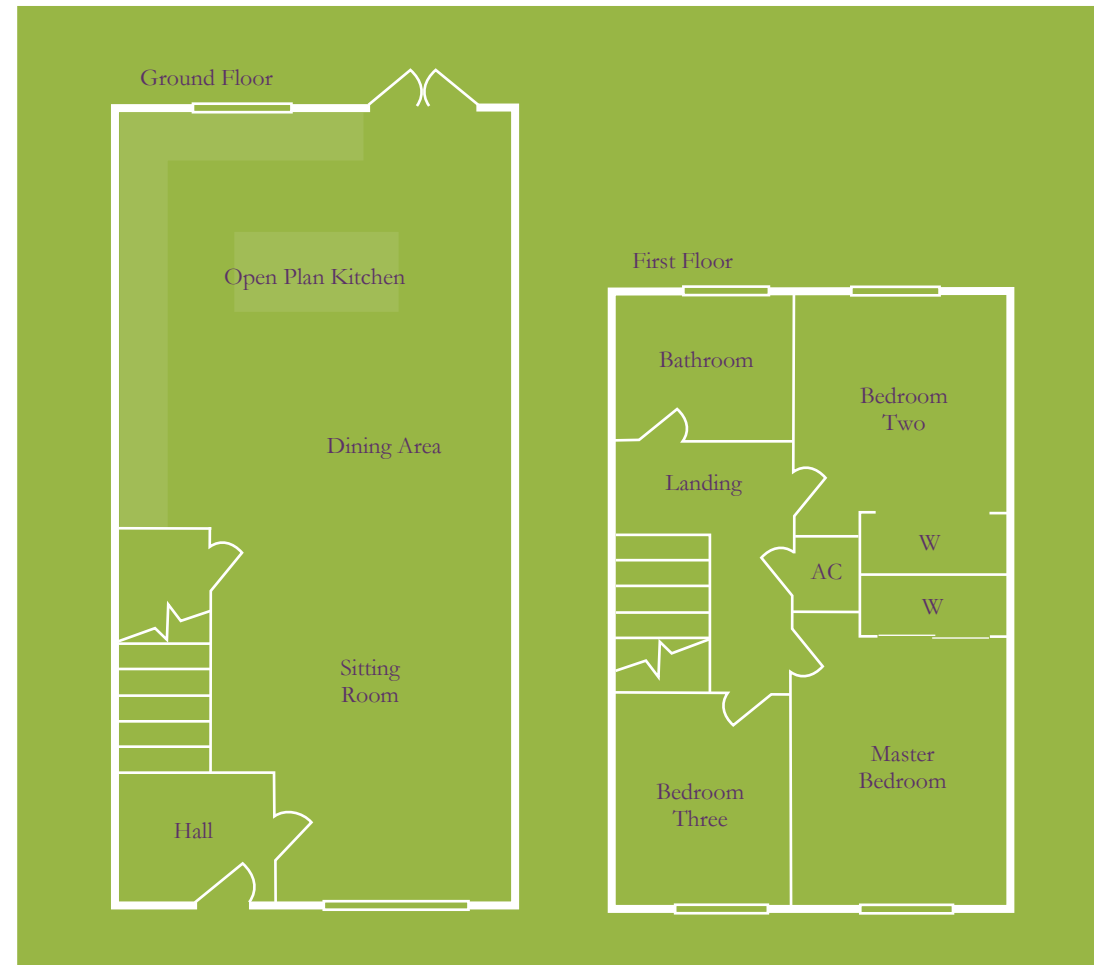 Ground Floor
Open Plan Kitchen
Dining Area
Sitting
Room
Hall
First Floor
Bathroom
Bedroom
Two
Landing
W
AC
W
Master
Bedroom
Bedroom
Three